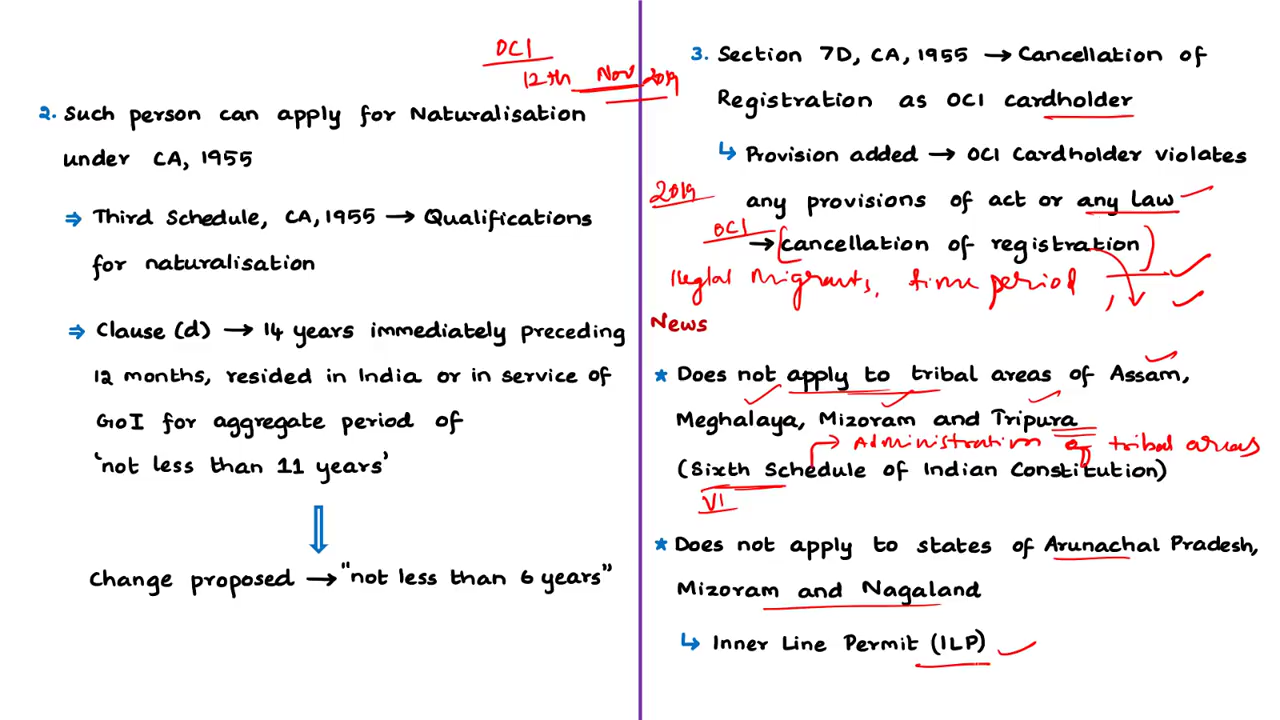 OCI
12th Nov 2019
2. Such person can apply for Naturalisation
under CA, 1955
⇒ Third Schedule, CA, 1955 → Qualifications
for naturalisation
⇒ Clause (d) → 14 years immediately preceding
12 months, resided in India or in service of
GoI for aggregate period of
'not less than 11 years'
Change proposed → "not less than 6 years"
3. Section 7D, CA, 1955 → Cancellation of
Registration as OCI cardholder
↳ Provision added → OCI Cardholder violates
2019
any provisions of act or any law
OCI
→ cancellation of registration
Illegal Migrants, time period
News
* Does not apply to tribal areas of Assam,
Meghalaya, Mizoram and Tripura
→ Administration of tribal areas
(Sixth Schedule of Indian Constitution)
VI
* Does not apply to states of Arunachal Pradesh,
Mizoram and Nagaland
↳ Inner Line Permit (ILP)